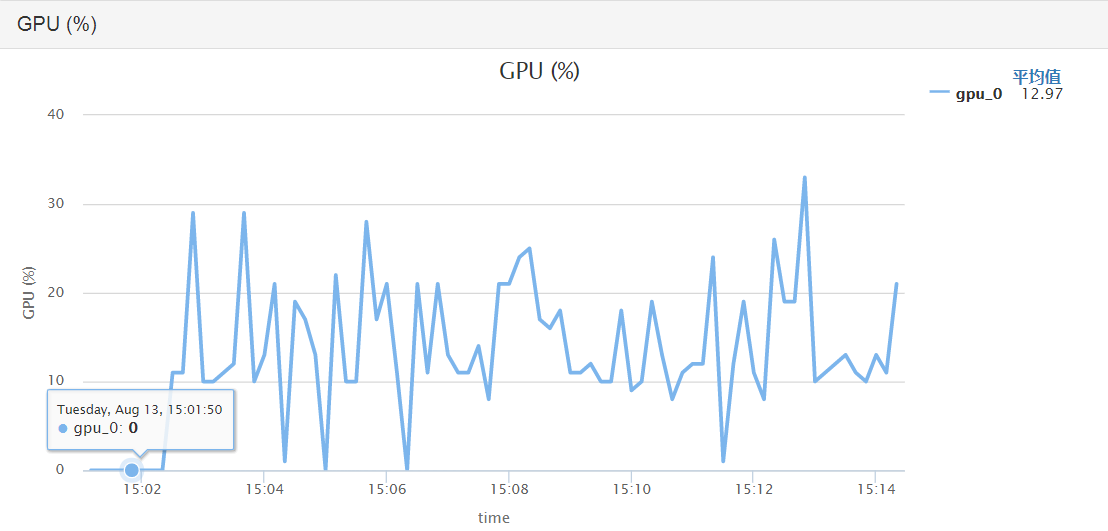 GPU (%)
GPU (%)
平均值
gpu_0 12.97
40
30
20
10
0
GPU (%)
Tuesday, Aug 13, 15:01:50
gpu_0: 0
15:02 15:04 15:06 15:08 15:10 15:12 15:14
time